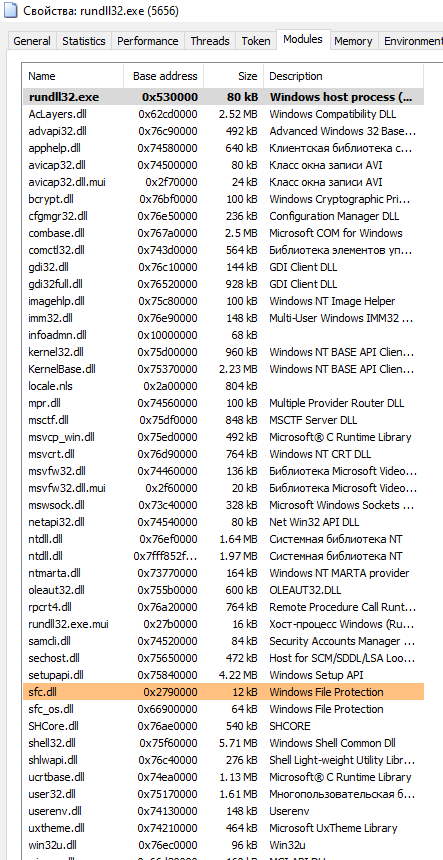 Свойства: rundll32.exe (5656)
General Statistics Performance Threads Token Modules Memory Environment
Name Base address Size Description
rundll32.exe 0x530000 80 kB Windows host process (...
AcLayers.dll 0x62cd0000 2.52 MB Windows Compatibility DLL
advapi32.dll 0x76c90000 492 kB Advanced Windows 32 Base...
apphelp.dll 0x74580000 640 kB Клиентская библиотека с...
avicap32.dll 0x74500000 80 kB Класс окна записи AVI
avicap32.dll.mui 0x2f70000 24 kB Класс окна записи AVI
bcrypt.dll 0x76bf0000 100 kB Windows Cryptographic Pri...
cfgmgr32.dll 0x76e50000 236 kB Configuration Manager DLL
combase.dll 0x767a0000 2.5 MB Microsoft COM for Windows
comctl32.dll 0x743d0000 564 kB Библиотека элементов уп...
gdi32.dll 0x76c10000 144 kB GDI Client DLL
gdi32full.dll 0x76520000 928 kB GDI Client DLL
imagehlp.dll 0x75c80000 100 kB Windows NT Image Helper
imm32.dll 0x76e90000 148 kB Multi-User Windows IMM32 ...
infoadmn.dll 0x10000000 68 kB
kernel32.dll 0x75d00000 960 kB Windows NT BASE API Clien...
KernelBase.dll 0x75370000 2.23 MB Windows NT BASE API Clien...
locale.nls 0x2a00000 804 kB
mpr.dll 0x74560000 100 kB Multiple Provider Router DLL
msctf.dll 0x75df0000 848 kB MSCTF Server DLL
msvcp_win.dll 0x75ed0000 492 kB Microsoft® C Runtime Library
msvcrt.dll 0x76d90000 764 kB Windows NT CRT DLL
msvfw32.dll 0x74460000 136 kB Библиотека Microsoft Video...
msvfw32.dll.mui 0x2f60000 20 kB Библиотека Microsoft Video...
mswsock.dll 0x73c40000 328 kB Microsoft Windows Sockets ...
netapi32.dll 0x74540000 80 kB Net Win32 API DLL
ntdll.dll 0x76ef0000 1.64 MB Системная библиотека NT
ntdll.dll 0x7fff852f... 1.97 MB Системная библиотека NT
ntmarta.dll 0x73770000 164 kB Windows NT MARTA provider
oleaut32.dll 0x755b0000 600 kB OLEAUT32.DLL
rpcrt4.dll 0x76a20000 764 kB Remote Procedure Call Runt...
rundll32.exe.mui 0x27b0000 16 kB Хост-процесс Windows (Ru...
samcli.dll 0x74520000 84 kB Security Accounts Manager ...
sechost.dll 0x75650000 472 kB Host for SCM/SDDL/LSA Loo...
setupapi.dll 0x75840000 4.22 MB Windows Setup API
sfc.dll 0x2790000 12 kB Windows File Protection
sfc_os.dll 0x66900000 64 kB Windows File Protection
SHCore.dll 0x76ae0000 540 kB SHCORE
shell32.dll 0x75f60000 5.71 MB Windows Shell Common Dll
shlwapi.dll 0x76c40000 276 kB Shell Light-weight Utility Libr...
ucrtbase.dll 0x74ea0000 1.13 MB Microsoft® C Runtime Library
user32.dll 0x75170000 1.61 MB Многопользовательская б...
userenv.dll 0x74130000 148 kB Userenv
uxtheme.dll 0x74210000 464 kB Microsoft UxTheme Library
win32u.dll 0x76ec0000 96 kB Win32u